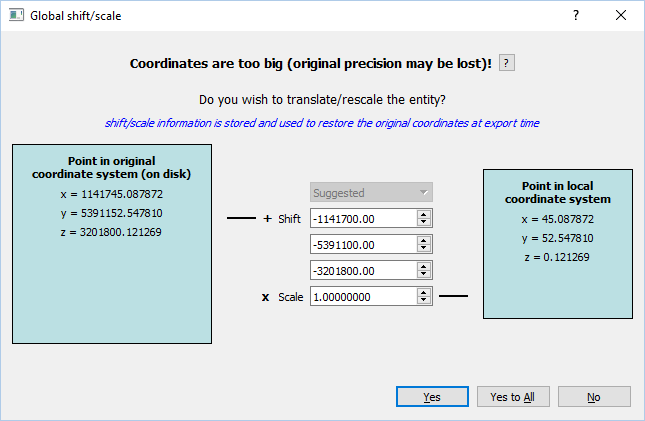 Global shift/scale
?
Coordinates are too big (original precision may be lost)! ?
Do you wish to translate/rescale the entity?
shift/scale information is stored and used to restore the original coordinates at export time
Point in original
coordinate system (on disk)
x = 1141745.087872
y = 5391152.547810
z = 3201800.121269
Suggested
+ Shift -1141700.00
-5391100.00
-3201800.00
x Scale 1.00000000
Point in local
coordinate system
x = 45.087872
y = 52.547810
z = 0.121269
Yes
Yes to All
No